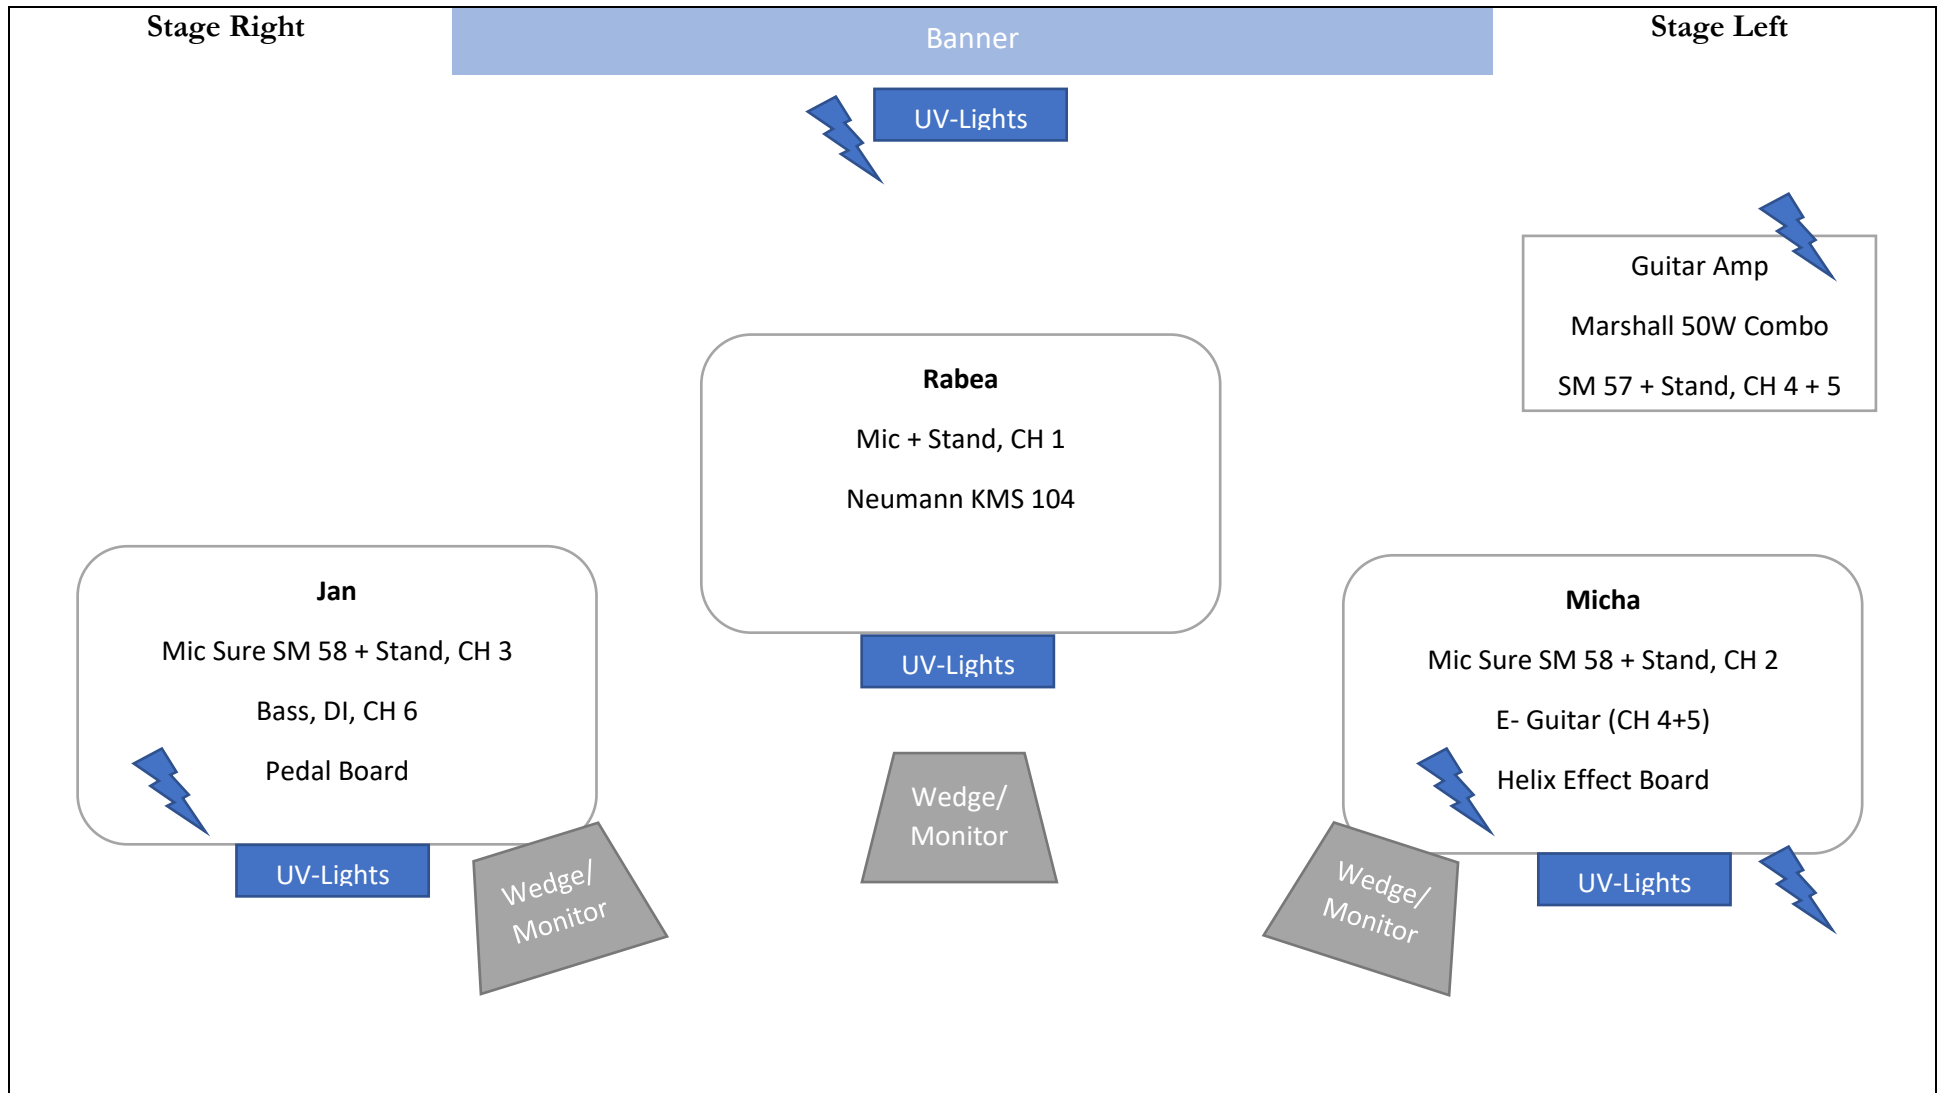 Stage Right
Banner
Stage Left
UV-Lights
Guitar Amp
Marshall 50W Combo
SM 57 + Stand, CH 4 + 5
Rabea
Mic + Stand, CH 1
Neumann KMS 104
Jan
Mic Sure SM 58 + Stand, CH 3
Bass, DI, CH 6
Pedal Board
Micha
Mic Sure SM 58 + Stand, CH 2
E- Guitar (CH 4+5)
Helix Effect Board
UV-Lights
Wedge/
Monitor
UV-Lights
Wedge/
Monitor
Wedge/
Monitor
UV-Lights